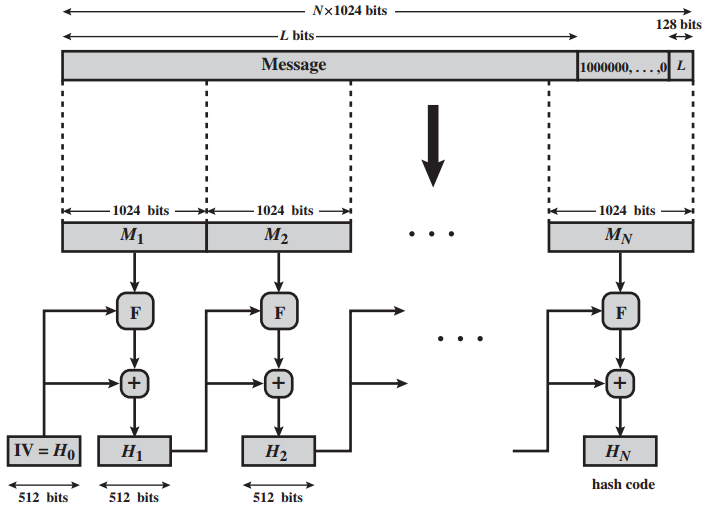 N×1024 bits
128 bits
L bits
Message
1000000, . . . ,0
L
1024 bits
1024 bits
1024 bits
M1
M2
. . .
MN
F
F
F
. . .
+
+
+
IV = H0
H1
H2
HN
512 bits
512 bits
512 bits
hash code